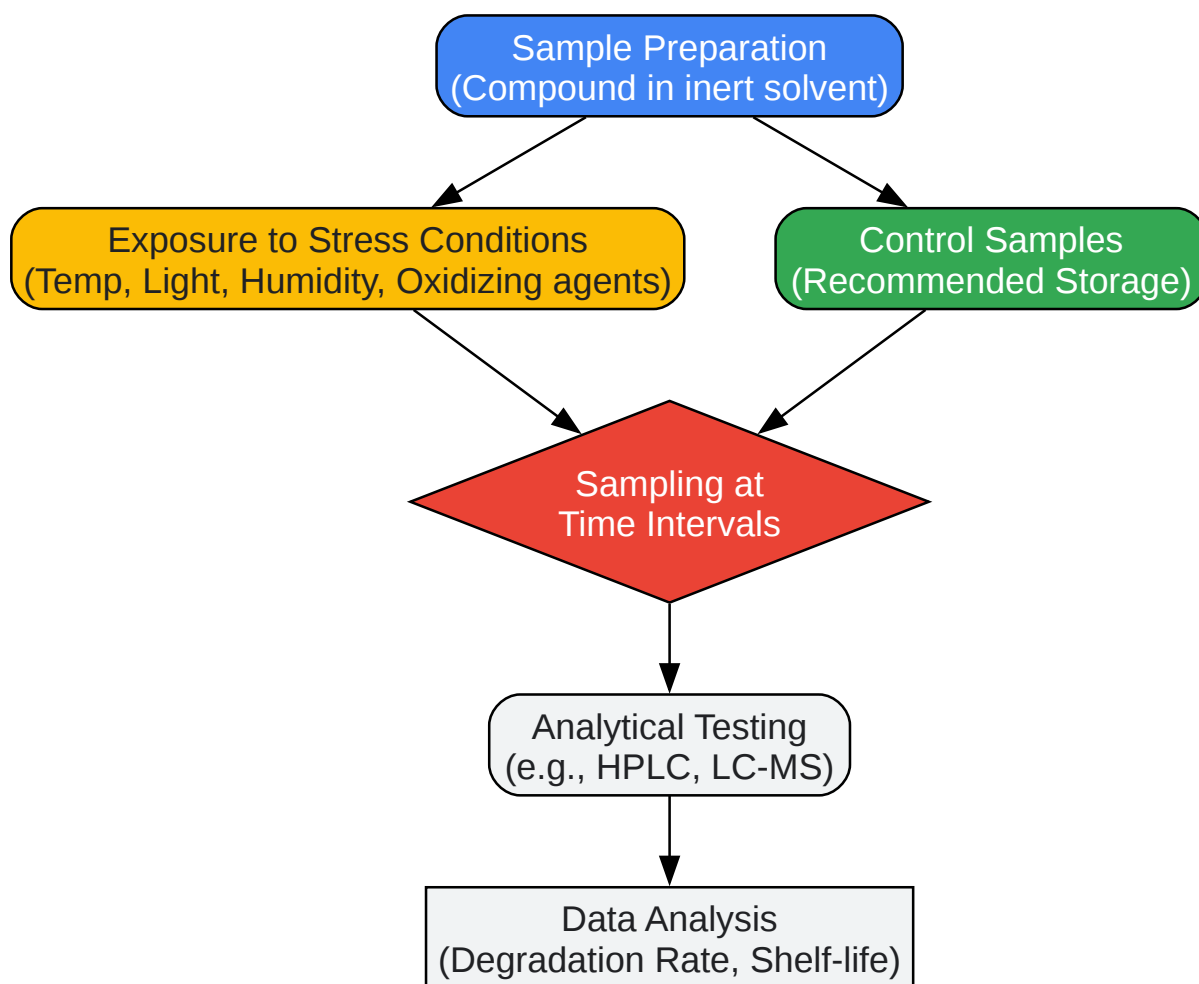 Sample Preparation
(Compound in inert solvent)
Exposure to Stress Conditions
(Temp, Light, Humidity, Oxidizing agents)
Control Samples
(Recommended Storage)
Sampling at
Time Intervals
Analytical Testing
(e.g., HPLC, LC-MS)
Data Analysis
(Degradation Rate, Shelf-life)